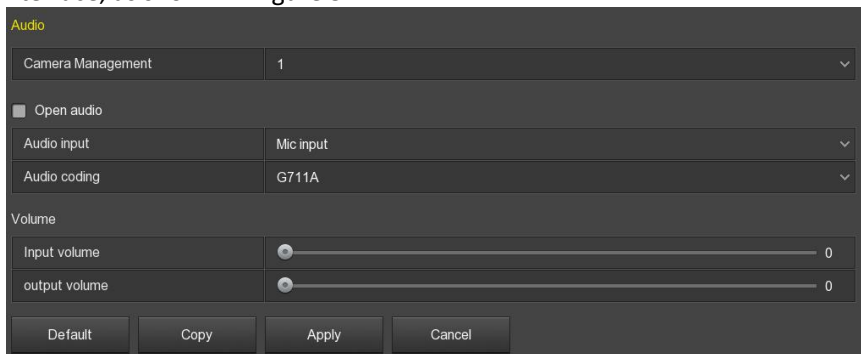 Audio
Camera Management 1
Open audio
Audio input Mic input
Audio coding G711A
Volume
Input volume 0
output volume 0
Default Copy Apply Cancel